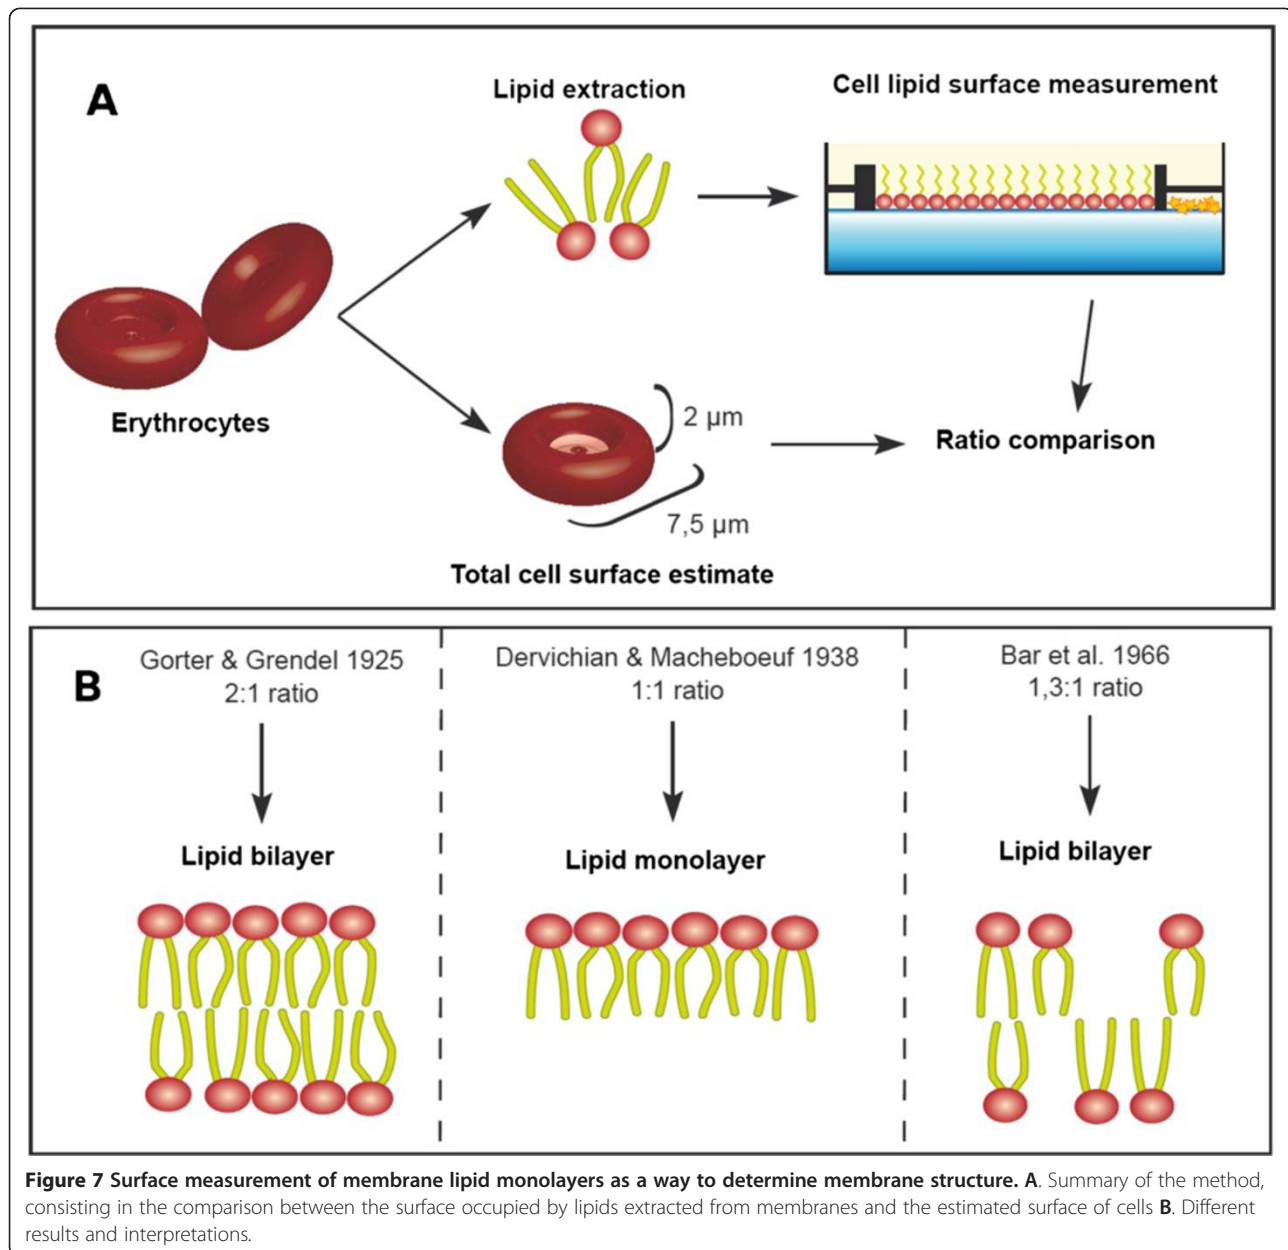 A
Lipid extraction
Cell lipid surface measurement
Erythrocytes
2 μm
7,5 μm
Ratio comparison
Total cell surface estimate
B
Gorter & Grendel 1925
2:1 ratio
Lipid bilayer
Dervichian & Macheboeuf 1938
1:1 ratio
Lipid monolayer
Bar et al. 1966
1,3:1 ratio
Lipid bilayer
Figure 7 Surface measurement of membrane lipid monolayers as a way to determine membrane structure. A. Summary of the method,
consisting in the comparison between the surface occupied by lipids extracted from membranes and the estimated surface of cells B. Different
results and interpretations.